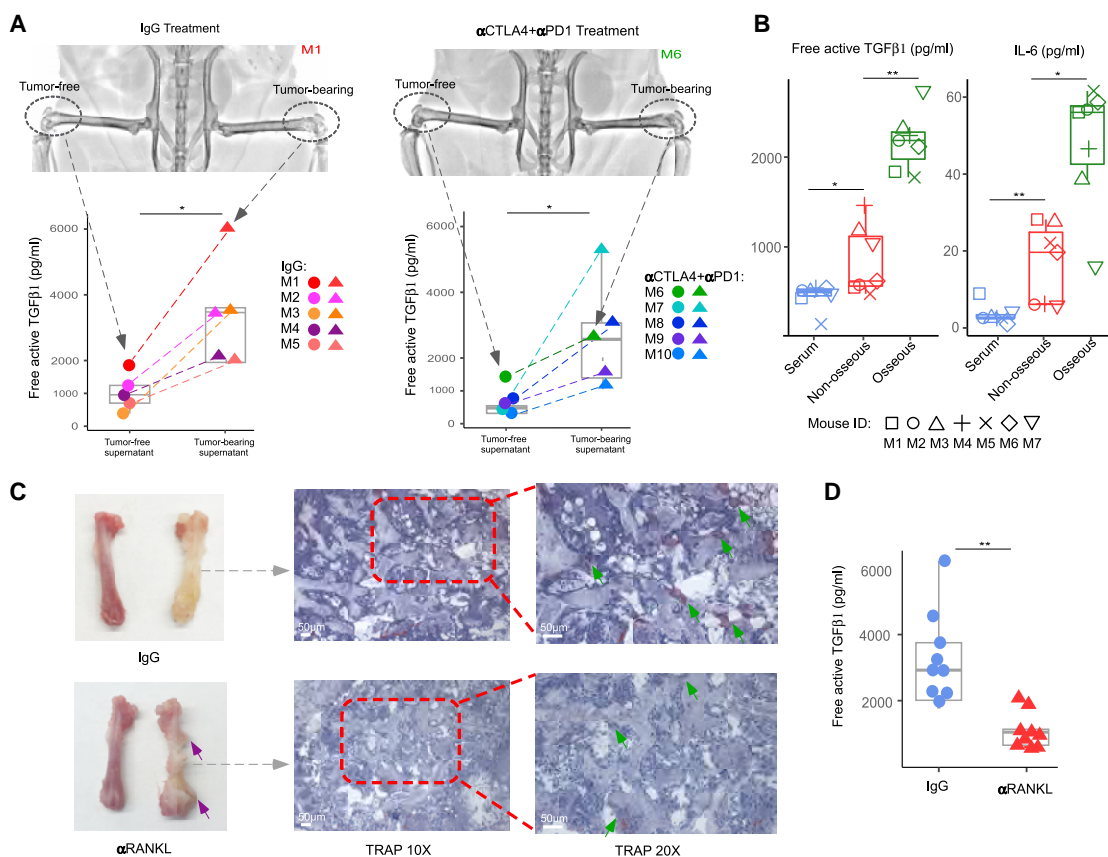 A
IgG Treatment
M1
Tumor-free
Tumor-bearing
αCTLA4+αPD1 Treatment
M6
Tumor-free
Tumor-bearing
Free active TGFβ1 (pg/ml)
6000
4000
2000
1000
0
*
Tumor-free
supernatant
Tumor-bearing
supernatant
IgG:
M1
M2
M3
M4
M5
Free active TGFβ1 (pg/ml)
6000
4000
2000
1000
0
*
Tumor-free
supernatant
Tumor-bearing
supernatant
αCTLA4+αPD1:
M6
M7
M8
M9
M10
B
Free active TGFβ1 (pg/ml)
2000
1000
*
**
Serum
Non-osseous
Osseous
IL-6 (pg/ml)
60
40
20
0
**
*
Serum
Non-osseous
Osseous
Mouse ID:
M1 M2 M3 M4 M5 M6 M7
C
IgG
50µm
50µm
αRANKL
50µm
50µm
TRAP 10X
TRAP 20X
D
Free active TGFβ1 (pg/ml)
6000
4000
2000
**
IgG
αRANKL